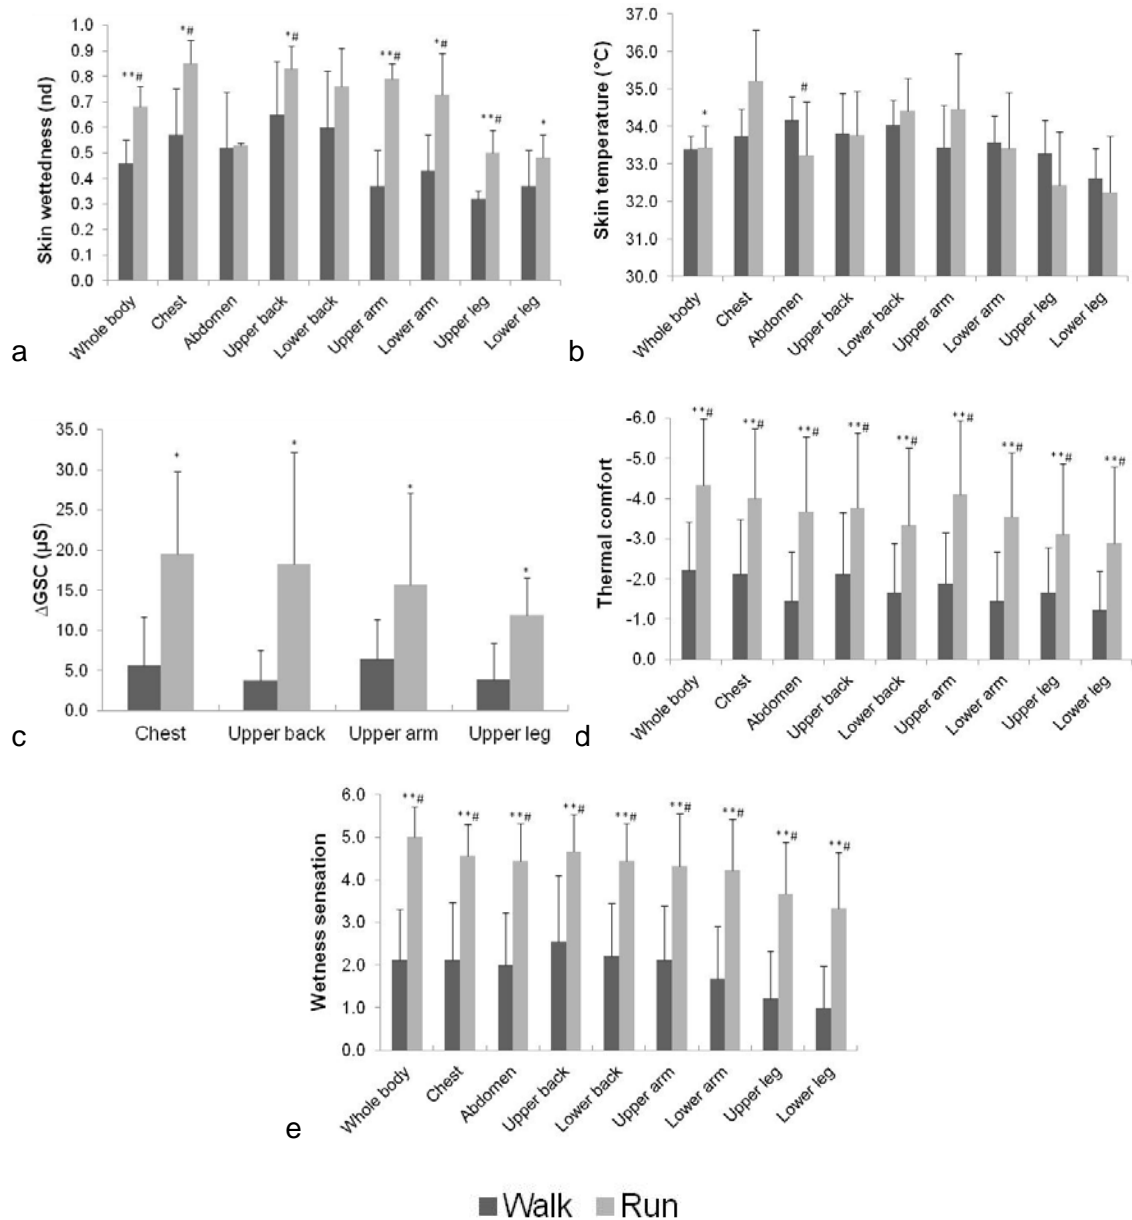 Skin wettedness (nd)
1.0
0.9
0.8
0.7
0.6
0.5
0.4
0.3
0.2
0.1
0.0
**#
*#
*#
**#
*#
**#
*
Whole body
Chest
Abdomen
Upper back
Lower back
Upper arm
Lower arm
Upper leg
Lower leg
a
Skin temperature (°C)
37.0
36.0
35.0
34.0
33.0
32.0
31.0
30.0
*
#
Whole body
Chest
Abdomen
Upper back
Lower back
Upper arm
Lower arm
Upper leg
Lower leg
b
ΔGSC (µS)
35.0
30.0
25.0
20.0
15.0
10.0
5.0
0.0
*
*
*
*
Chest
Upper back
Upper arm
Upper leg
c
Thermal comfort
-6.0
-5.0
-4.0
-3.0
-2.0
-1.0
0.0
**#
**#
**#
**#
**#
**#
**#
**#
**#
Whole body
Chest
Abdomen
Upper back
Lower back
Upper arm
Lower arm
Upper leg
Lower leg
d
Wetness sensation
6.0
5.0
4.0
3.0
2.0
1.0
0.0
**#
**#
**#
**#
**#
**#
**#
**#
**#
Whole body
Chest
Abdomen
Upper back
Lower back
Upper arm
Lower arm
Upper leg
Lower leg
e
Walk
Run